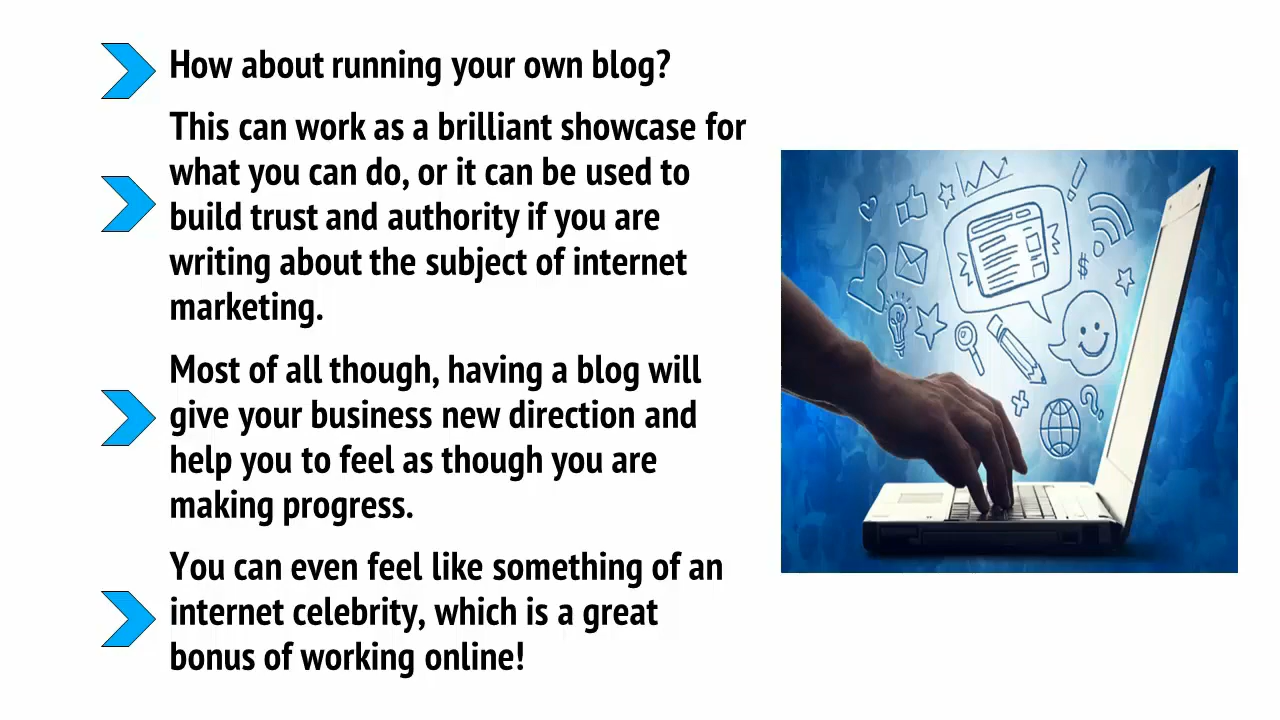 How about running your own blog?
This can work as a brilliant showcase for
what you can do, or it can be used to
build trust and authority if you are
writing about the subject of internet
marketing.
Most of all though, having a blog will
give your business new direction and
help you to feel as though you are
making progress.
You can even feel like something of an
internet celebrity, which is a great
bonus of working online!